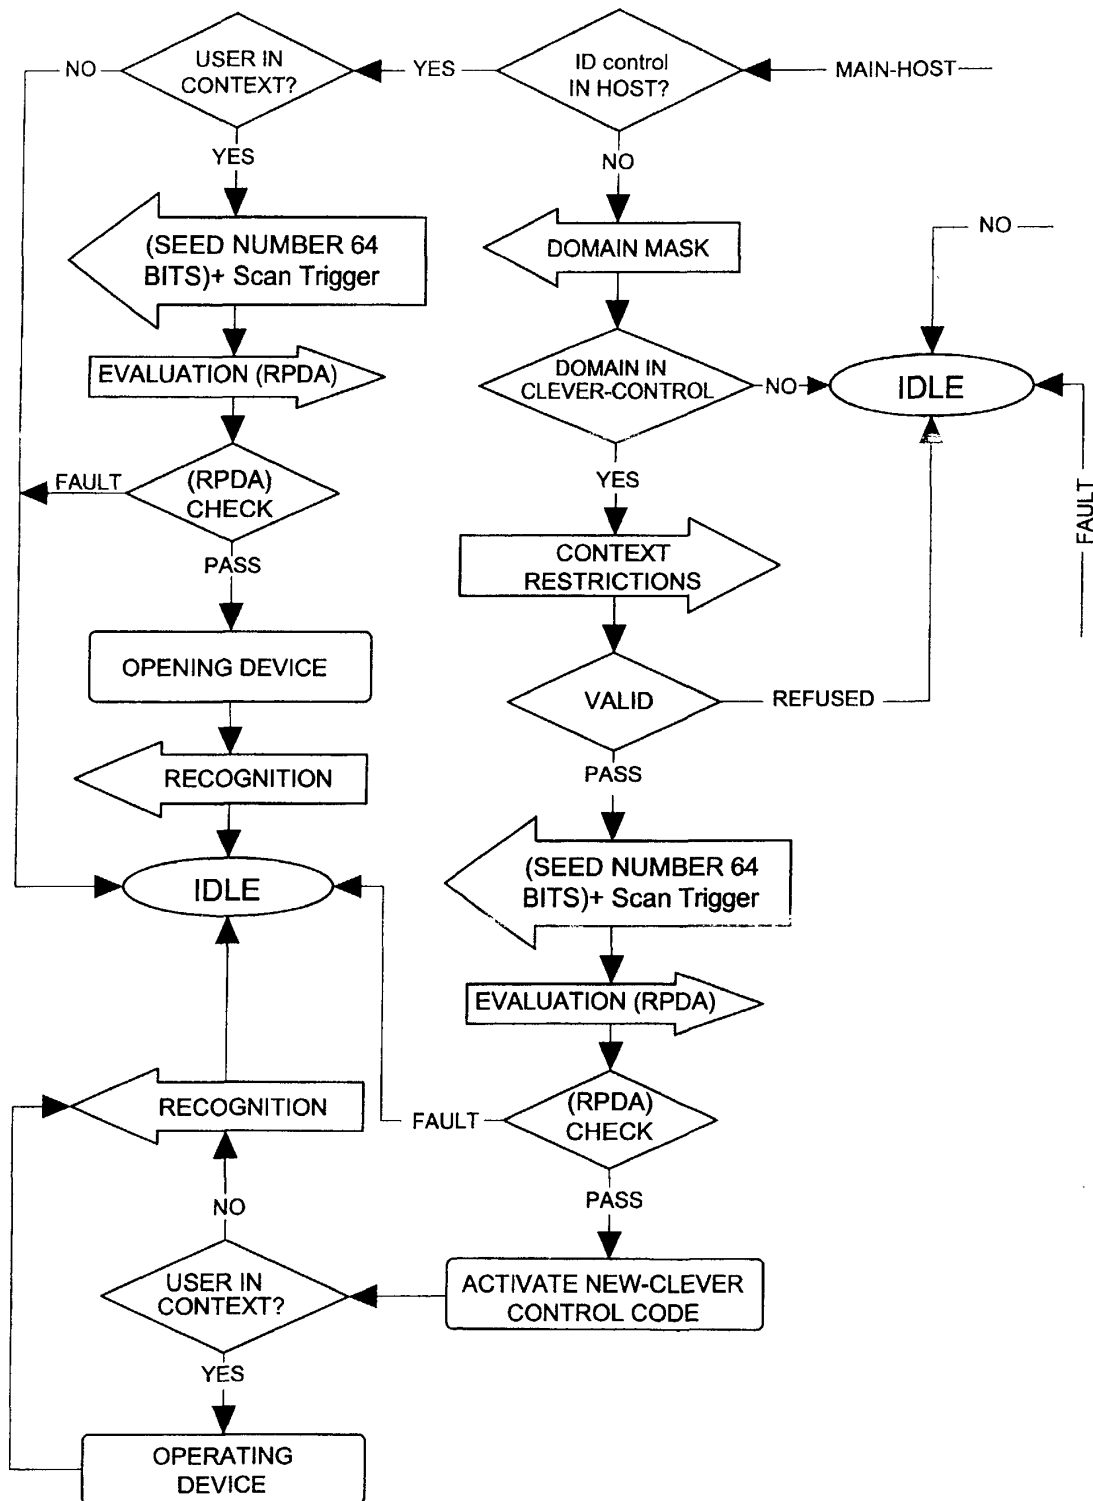 NO
USER IN
CONTEXT?
YES
ID control
IN HOST?
MAIN-HOST
YES
NO
(SEED NUMBER 64
BITS)+ Scan Trigger
DOMAIN MASK
NO
EVALUATION (RPDA)
DOMAIN IN
CLEVER-CONTROL
NO
IDLE
FAULT
(RPDA)
CHECK
YES
FAULT
PASS
CONTEXT
RESTRICTIONS
OPENING DEVICE
VALID
REFUSED
RECOGNITION
PASS
IDLE
(SEED NUMBER 64
BITS)+ Scan Trigger
EVALUATION (RPDA)
RECOGNITION
FAULT
(RPDA)
CHECK
NO
PASS
USER IN
CONTEXT?
ACTIVATE NEW-CLEVER
CONTROL CODE
YES
OPERATING
DEVICE